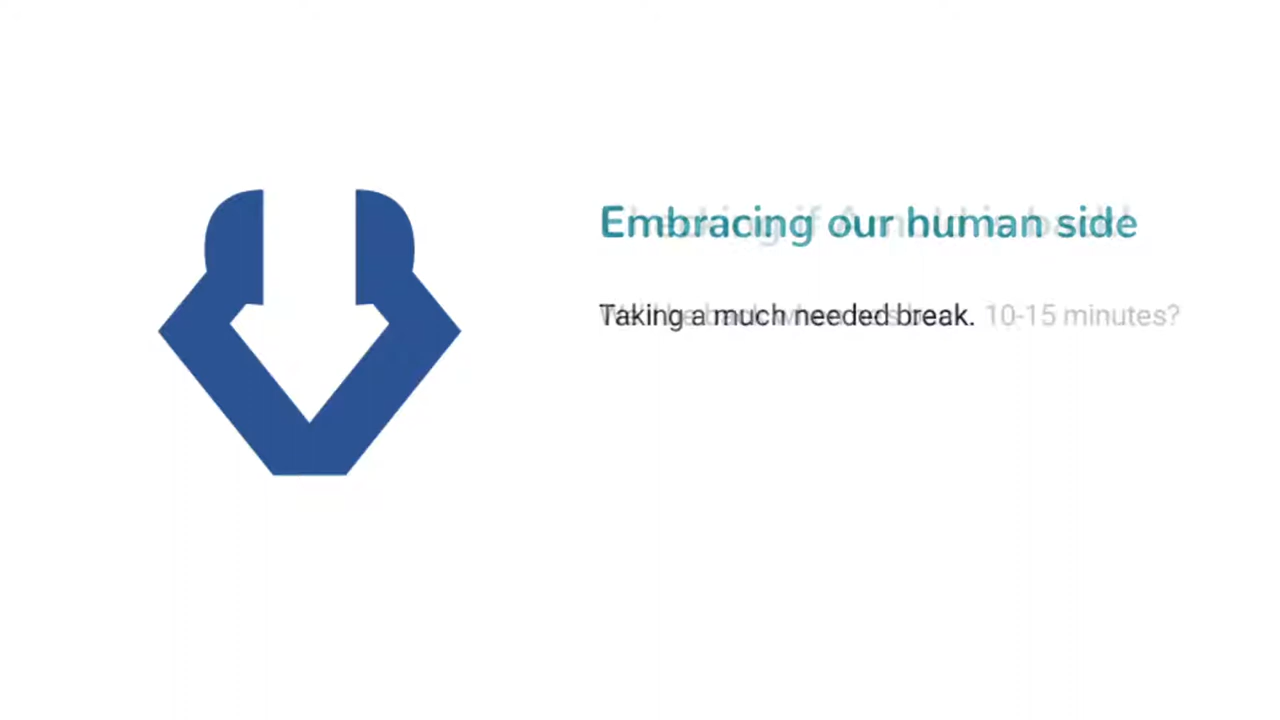 Embracing our human side
Taking a much needed break. 10-15 minutes?